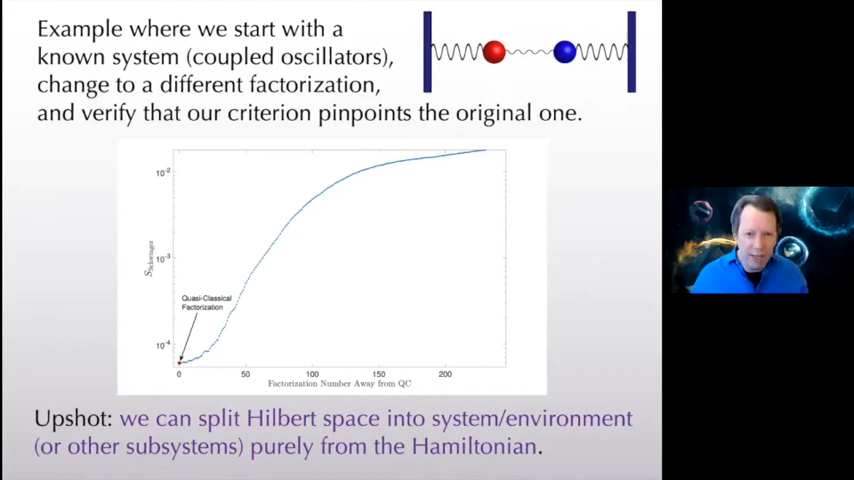 Example where we start with a
known system (coupled oscillators),
change to a different factorization,
and verify that our criterion pinpoints the original one.
10⁻²
10⁻³
10⁻⁴
S_Schwinger
Quasi-Classical
Factorization
0 50 100 150 200
Factorization Number Away from QC
Upshot: we can split Hilbert space into system/environment
(or other subsystems) purely from the Hamiltonian.